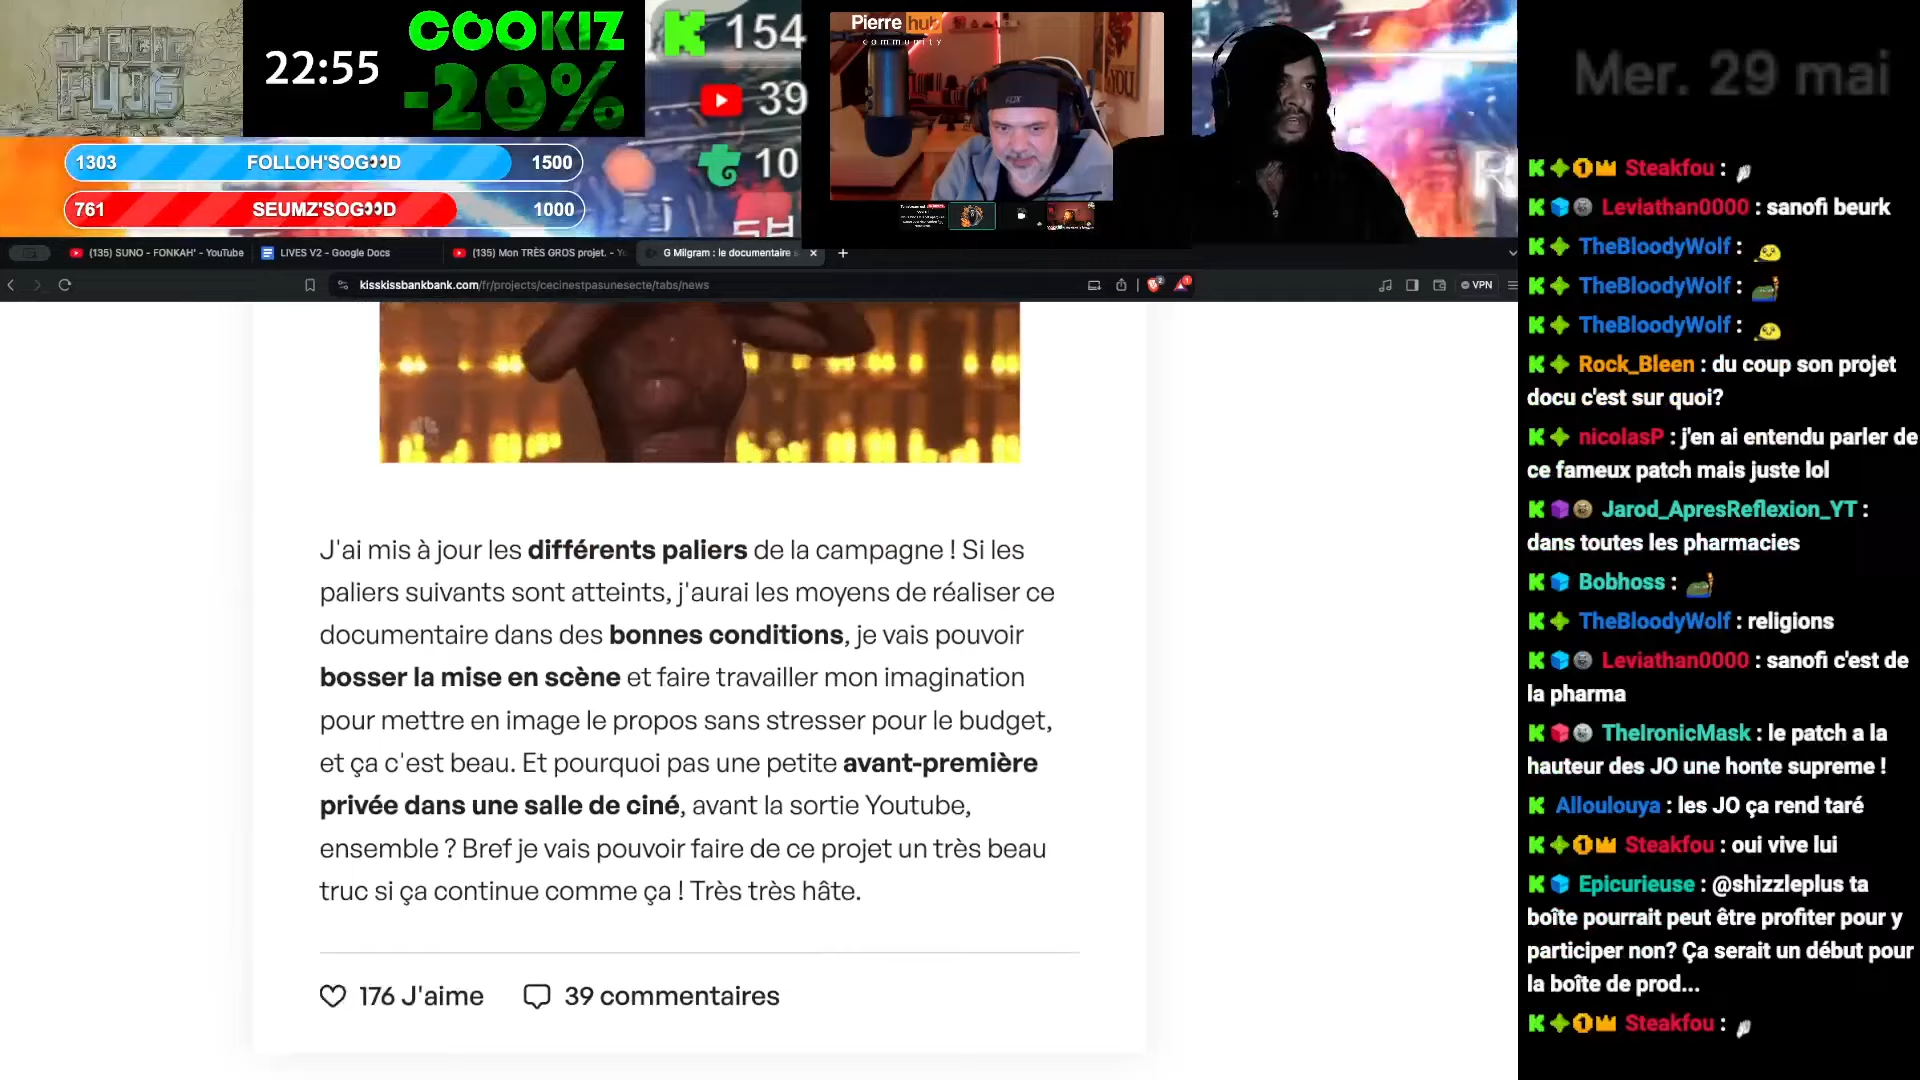 22:55
COOKIZ
-20%
154
39
10
1303 FOLLOH'SOG👀D 1500
761 SEUMZ'SOG👀D 1000
Pierre hub
community
FOX
YOU
Mer. 29 mai
(135) SUNO - FONKAH' - YouTube
LIVES V2 - Google Docs
(135) Mon TRÈS GROS projet. - Yo
G Milgram : le documentaire s
kisskissbankbank.com/fr/projects/cecinestpasunesecte/tabs/news
VPN
J'ai mis à jour les différents paliers de la campagne ! Si les
paliers suivants sont atteints, j'aurai les moyens de réaliser ce
documentaire dans des bonnes conditions, je vais pouvoir
bosser la mise en scène et faire travailler mon imagination
pour mettre en image le propos sans stresser pour le budget,
et ça c'est beau. Et pourquoi pas une petite avant-première
privée dans une salle de ciné, avant la sortie Youtube,
ensemble ? Bref je vais pouvoir faire de ce projet un très beau
truc si ça continue comme ça ! Très très hâte.
176 J'aime
39 commentaires
Steakfou :
Leviathan0000 : sanofi beurk
TheBloodyWolf :
TheBloodyWolf :
TheBloodyWolf :
Rock_Bleen : du coup son projet
docu c'est sur quoi?
nicolasP : j'en ai entendu parler de
ce fameux patch mais juste lol
Jarod_ApresReflexion_YT :
dans toutes les pharmacies
Bobhoss :
TheBloodyWolf : religions
Leviathan0000 : sanofi c'est de
la pharma
TheIronicMask : le patch a la
hauteur des JO une honte supreme !
Alloulouya : les JO ça rend taré
Steakfou : oui vive lui
Epicurieuse : @shizzleplus ta
boîte pourrait peut être profiter pour y
participer non? Ça serait un début pour
la boîte de prod...
Steakfou :